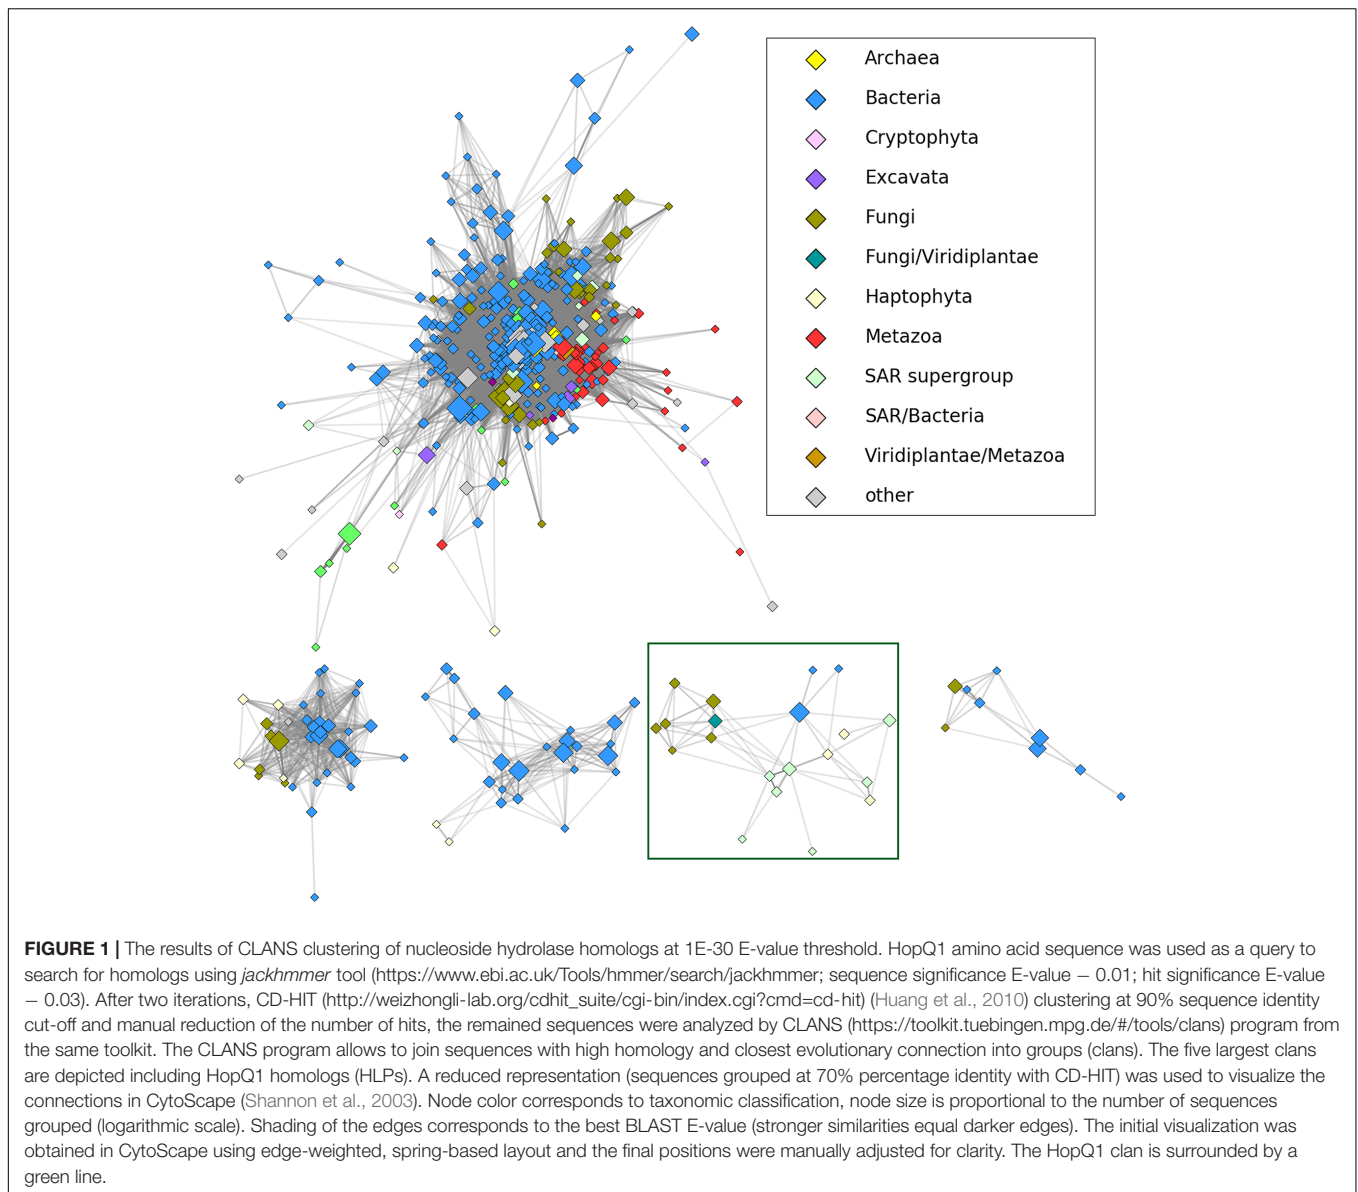 Archaea
Bacteria
Cryptophyta
Excavata
Fungi
Fungi/Viridiplantae
Haptophyta
Metazoa
SAR supergroup
SAR/Bacteria
Viridiplantae/Metazoa
other
FIGURE 1 | The results of CLANS clustering of nucleoside hydrolase homologs at 1E-30 E-value threshold. HopQ1 amino acid sequence was used as a query to
search for homologs using jackhmmer tool (https://www.ebi.ac.uk/Tools/hmmer/search/jackhmmer; sequence significance E-value – 0.01; hit significance E-value
– 0.03). After two iterations, CD-HIT (http://weizhongli-lab.org/cdhit_suite/cgi-bin/index.cgi?cmd=cd-hit) (Huang et al., 2010) clustering at 90% sequence identity
cut-off and manual reduction of the number of hits, the remained sequences were analyzed by CLANS (https://toolkit.tuebingen.mpg.de/#/tools/clans) program from
the same toolkit. The CLANS program allows to join sequences with high homology and closest evolutionary connection into groups (clans). The five largest clans
are depicted including HopQ1 homologs (HLPs). A reduced representation (sequences grouped at 70% percentage identity with CD-HIT) was used to visualize the
connections in CytoScape (Shannon et al., 2003). Node color corresponds to taxonomic classification, node size is proportional to the number of sequences
grouped (logarithmic scale). Shading of the edges corresponds to the best BLAST E-value (stronger similarities equal darker edges). The initial visualization was
obtained in CytoScape using edge-weighted, spring-based layout and the final positions were manually adjusted for clarity. The HopQ1 clan is surrounded by a
green line.